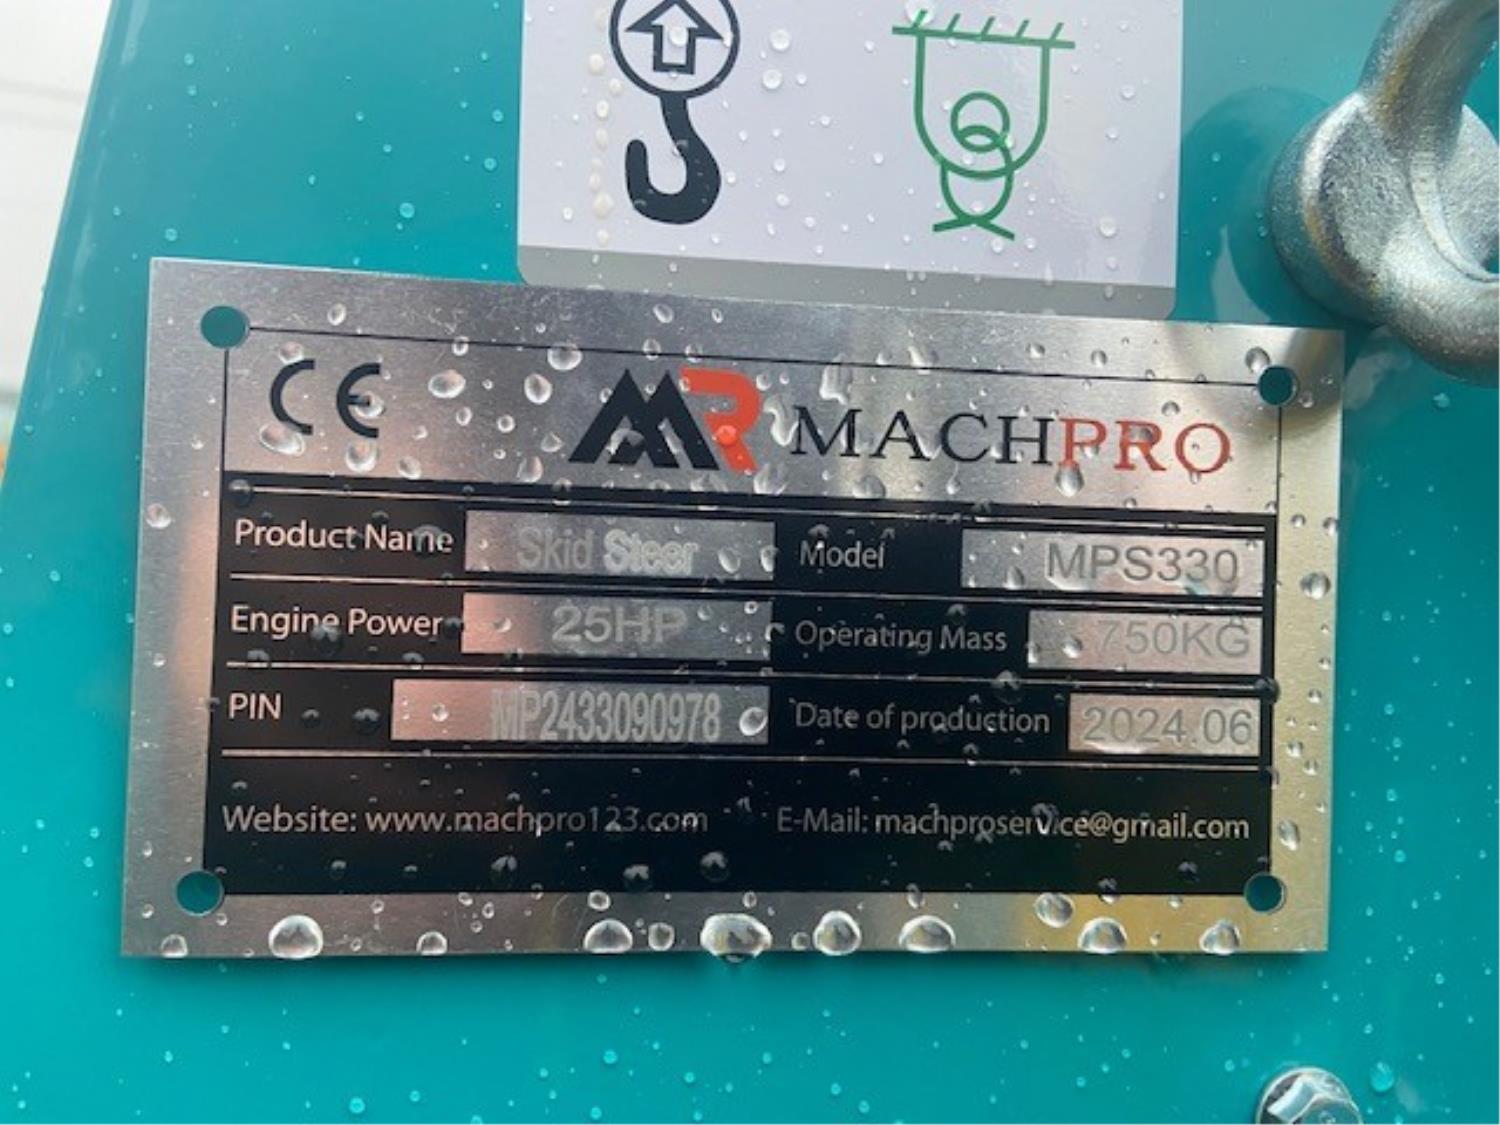 CE MR MACHPRO
Product Name Skid Steer Model MPS330
Engine Power 25HP Operating Mass 750KG
PIN MP2433090978 Date of production 2024.06
Website: www.machpro123.com E-Mail: machproservice@gmail.com